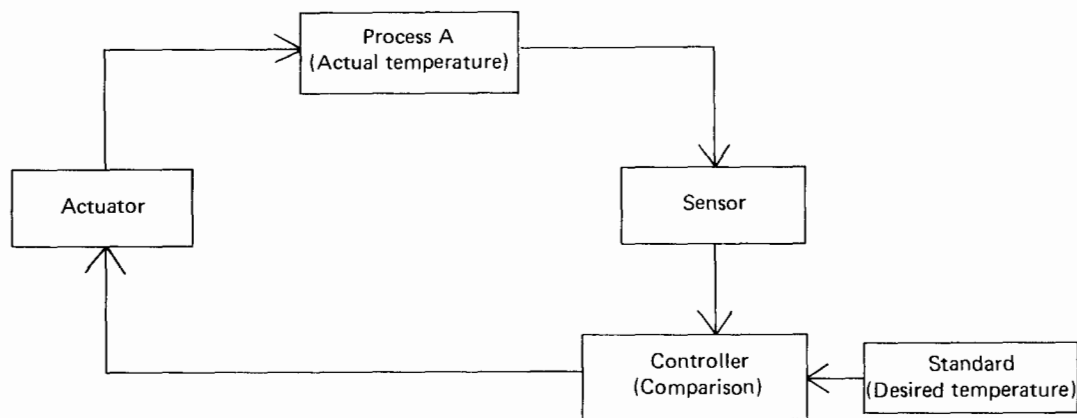 Process A
(Actual temperature)
Actuator
Sensor
Controller
(Comparison)
Standard
(Desired temperature)